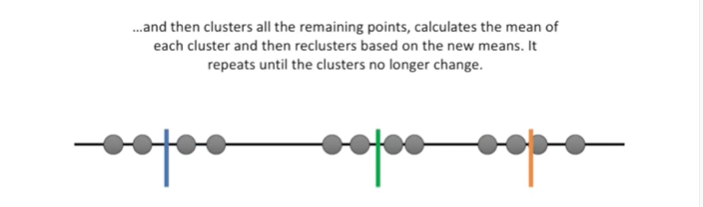 ...and then clusters all the remaining points, calculates the mean of
each cluster and then reclusters based on the new means. It
repeats until the clusters no longer change.